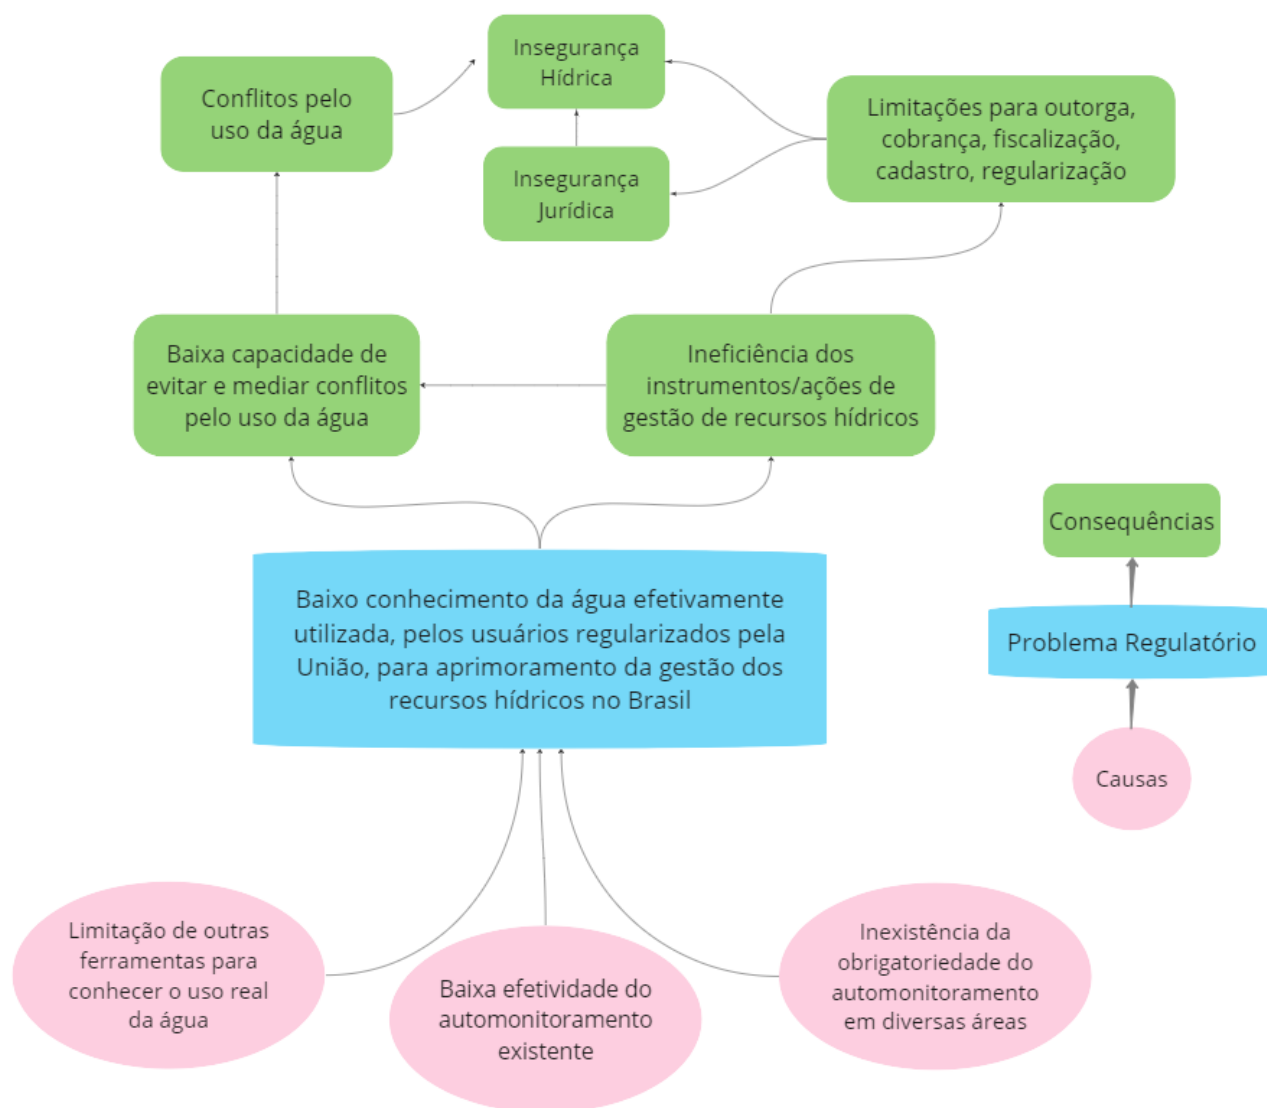 Insegurança
Hídrica
Conflitos pelo
uso da água
Limitações para outorga,
cobrança, fiscalização,
cadastro, regularização
Insegurança
Jurídica
Baixa capacidade de
evitar e mediar conflitos
pelo uso da água
Ineficiência dos
instrumentos/ações de
gestão de recursos hídricos
Baixo conhecimento da água efetivamente
utilizada, pelos usuários regularizados pela
União, para aprimoramento da gestão dos
recursos hídricos no Brasil
Consequências
Problema Regulatório
Causas
Limitação de outras
ferramentas para
conhecer o uso real
da água
Baixa efetividade do
automonitoramento
existente
Inexistência da
obrigatoriedade do
automonitoramento
em diversas áreas